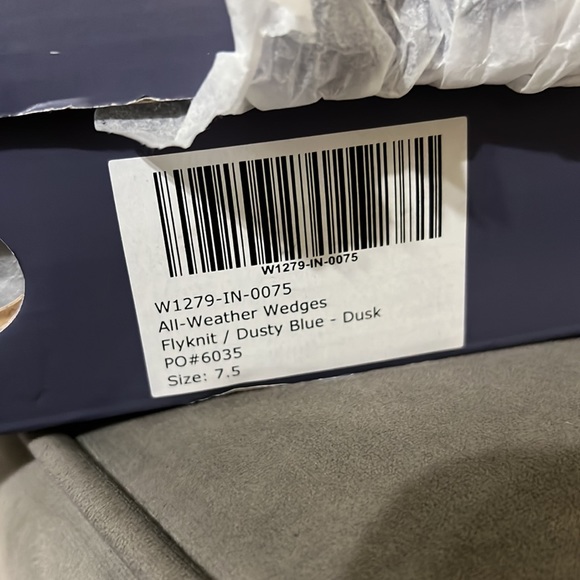 W1279-IN-0075
W1279-IN-0075
All-Weather Wedges
Flyknit / Dusty Blue - Dusk
PO#6035
Size: 7.5